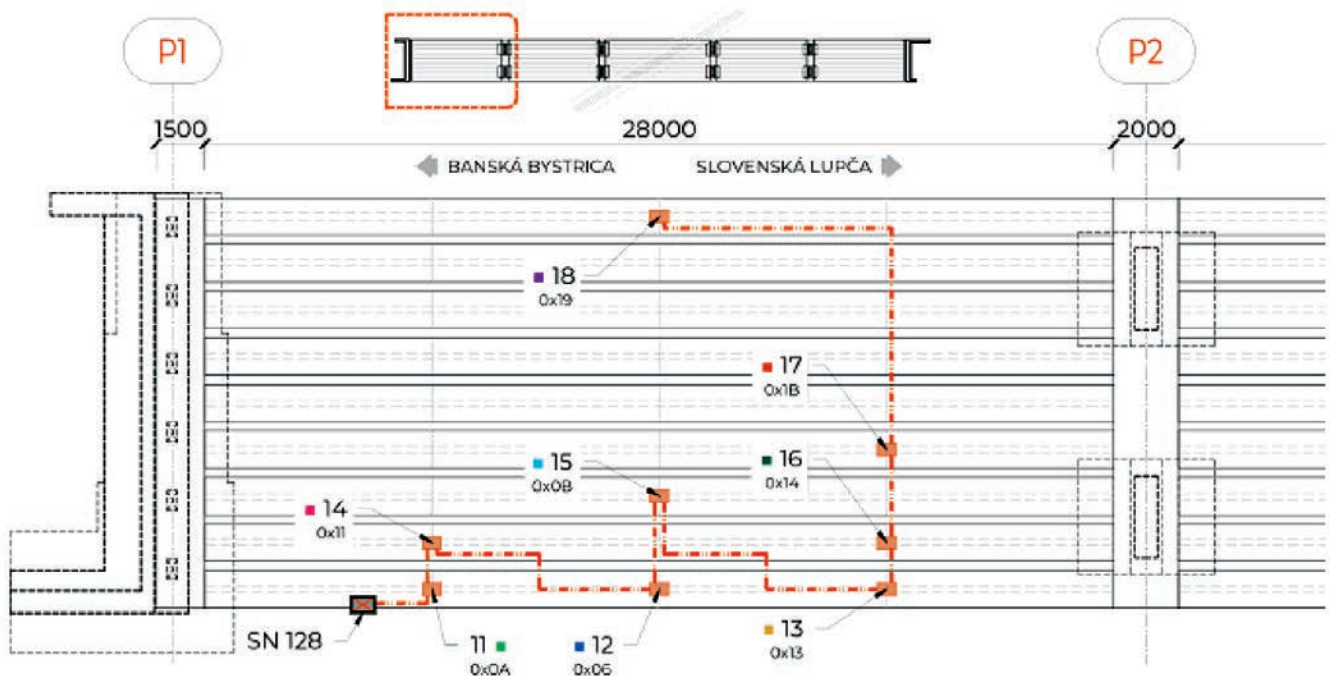 P1
P2
1500
28000
2000
BANSKÁ BYSTRICA
SLOVENSKÁ LUPČA
18
0x19
17
0x1B
15
0x0B
16
0x14
14
0x11
SN 128
11
0x0A
12
0x06
13
0x13